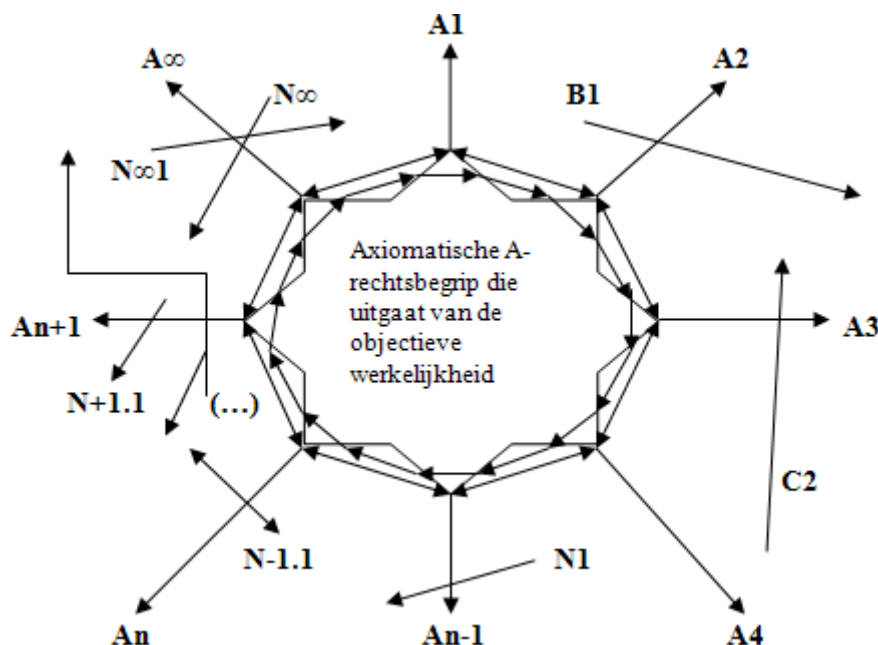 A1
A∞
A2
N∞
B1
N∞1
Axiomatische A-
rechtsbegrip die
uitgaat van de
objectieve
werkelijkheid
An+1
A3
N+1.1
(…)
C2
N-1.1
N1
An
An-1
A4